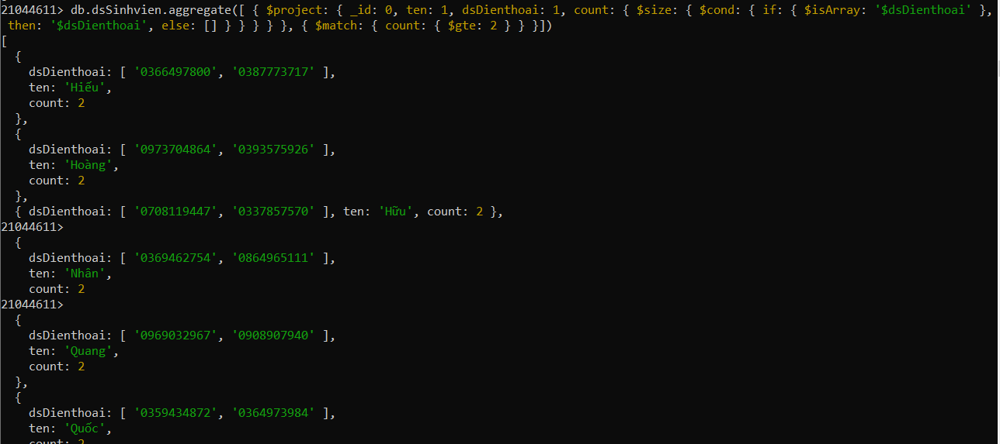 21044611> db.dsSinhvien.aggregate([ { $project: { _id: 0, ten: 1, dsDienthoai: 1, count: { $size: { $cond: { if: { $isArray: '$dsDienthoai' },
then: '$dsDienthoai', else: [] } } } } }, { $match: { count: { $gte: 2 } } }])
[
{
dsDienthoai: [ '0366497800', '0387773717' ],
ten: 'Hiếu',
count: 2
},
{
dsDienthoai: [ '0973704864', '0393575926' ],
ten: 'Hoàng',
count: 2
},
{ dsDienthoai: [ '0708119447', '0337857570' ], ten: 'Hữu', count: 2 },
21044611>
{
dsDienthoai: [ '0369462754', '0864965111' ],
ten: 'Nhân',
count: 2
21044611>
{
dsDienthoai: [ '0969032967', '0908907940' ],
ten: 'Quang',
count: 2
},
{
dsDienthoai: [ '0359434872', '0364973984' ],
ten: 'Quốc',
count: 2